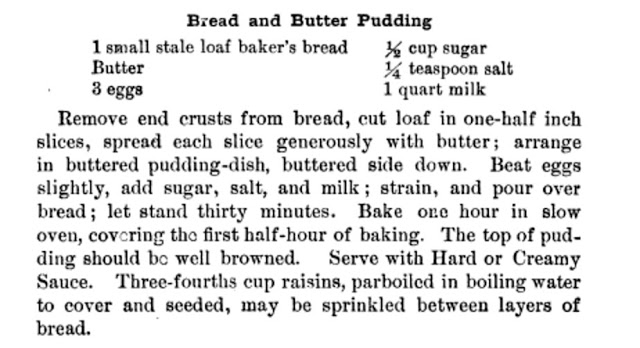 Bread and Butter Pudding
1 small stale loaf baker's bread ½ cup sugar
Butter ¼ teaspoon salt
3 eggs 1 quart milk
Remove end crusts from bread, cut loaf in one-half inch
slices, spread each slice generously with butter; arrange
in buttered pudding-dish, buttered side down. Beat eggs
slightly, add sugar, salt, and milk; strain, and pour over
bread; let stand thirty minutes. Bake one hour in slow
oven, covering the first half-hour of baking. The top of pud-
ding should be well browned. Serve with Hard or Creamy
Sauce. Three-fourths cup raisins, parboiled in boiling water
to cover and seeded, may be sprinkled between layers of
bread.